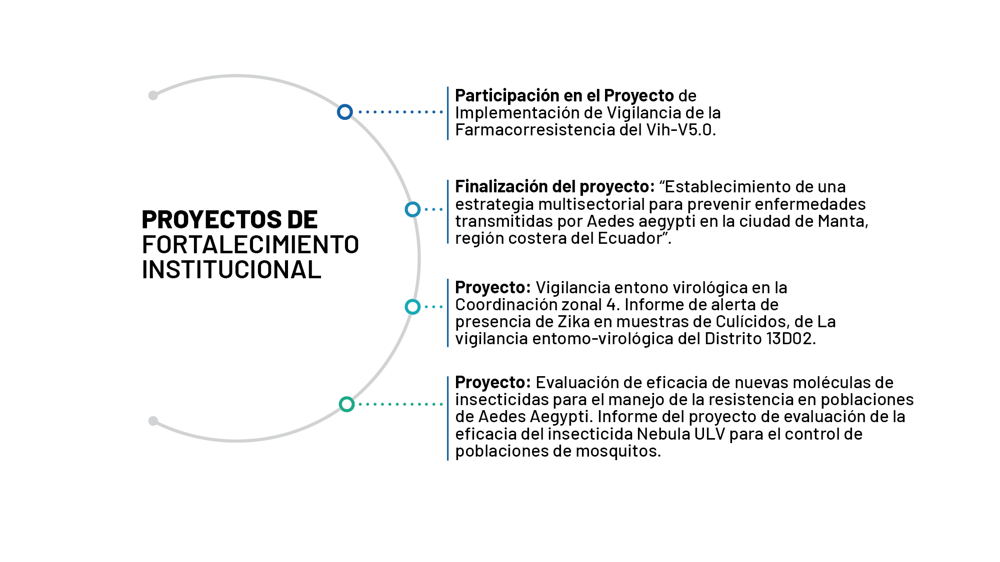 PROYECTOS DE
FORTALECIMIENTO
INSTITUCIONAL
Participación en el Proyecto de
Implementación de Vigilancia de la
Farmacorresistencia del Vih-V5.0.
Finalización del proyecto: “Establecimiento de una
estrategia multisectorial para prevenir enfermedades
transmitidas por Aedes aegypti en la ciudad de Manta,
región costera del Ecuador”.
Proyecto: Vigilancia entono virológica en la
Coordinación zonal 4. Informe de alerta de
presencia de Zika en muestras de Culícidos, de La
vigilancia entomo-virológica del Distrito 13D02.
Proyecto: Evaluación de eficacia de nuevas moléculas de
insecticidas para el manejo de la resistencia en poblaciones
de Aedes Aegypti. Informe del proyecto de evaluación de la
eficacia del insecticida Nebula ULV para el control de
poblaciones de mosquitos.